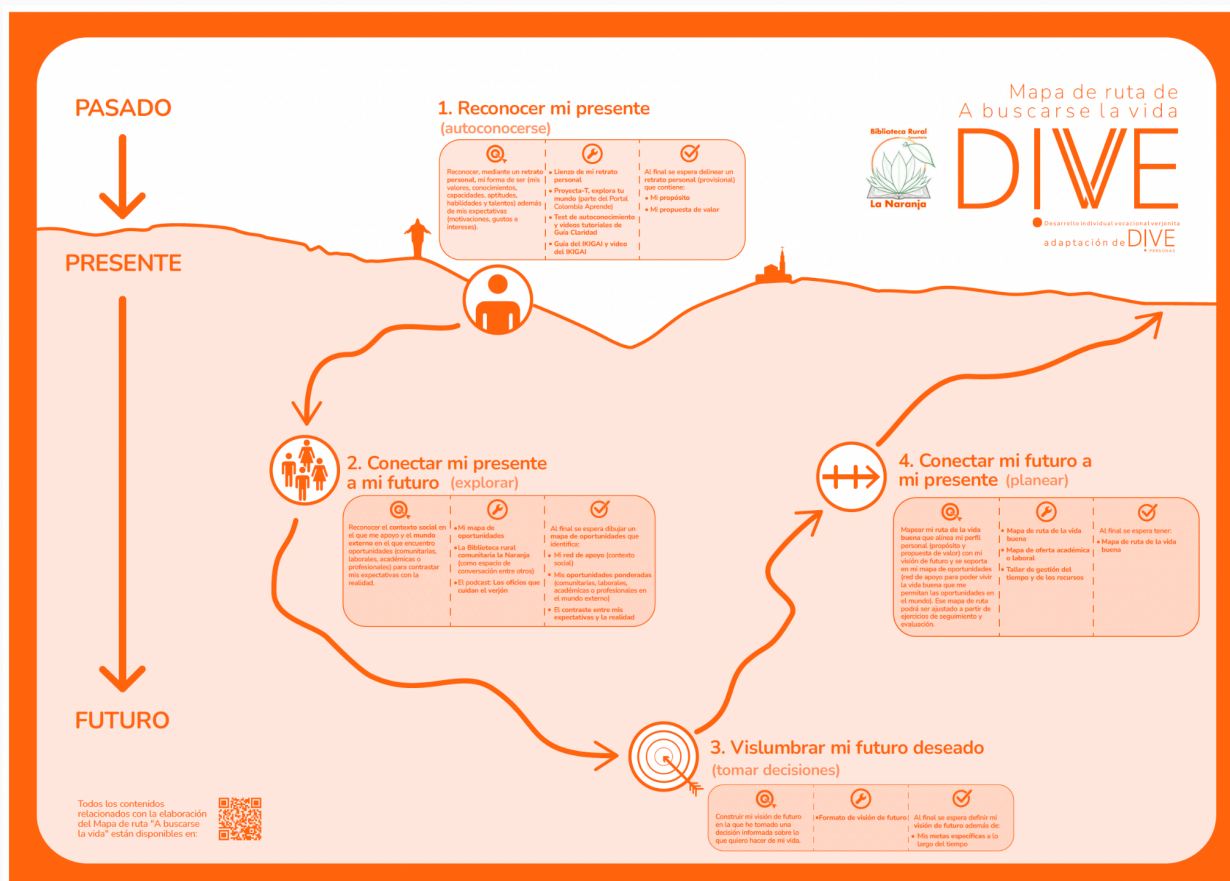 PASADO
PRESENTE
FUTURO
Mapa de ruta de
A buscarse la vida
DIVE
Desarrollo individual vocacional verjonita
adaptación de DIVE
PERSONAS
Biblioteca Rural
Comunitaria
La Naranja
1. Reconocer mi presente
(autoconocerse)
Reconocer, mediante un retrato
personal, mi forma de ser (mis
valores, conocimientos,
capacidades, aptitudes,
habilidades y talentos) además
de mis expectativas
(motivaciones, gustos e
intereses).
• Lienzo de mi retrato
personal
• Proyecta-T, explora tu
mundo (parte del Portal
Colombia Aprende)
• Test de autoconocimiento
y videos tutoriales de
Guía Claridad
• Guía del IKIGAI y video
del IKIGAI
Al final se espera delinear un
retrato personal (provisional)
que contiene:
• Mi propósito
• Mi propuesta de valor
2. Conectar mi presente
a mi futuro (explorar)
Reconocer el contexto social en
el que me apoyo y el mundo
externo en el que encuentro
oportunidades (comunitarias,
laborales, académicas o
profesionales) para contrastar
mis expectativas con la
realidad.
•Mi mapa de
oportunidades
•La Biblioteca rural
comunitaria la Naranja
(como espacio de
conversación entre otros)
•El podcast: Los oficios que
cuidan el verjón
Al final se espera dibujar un
mapa de oportunidades que
identifica:
• Mi red de apoyo (contexto
social)
• Mis oportunidades ponderadas
(comunitarias, laborales,
académicas o profesionales en
el mundo externo)
• El contraste entre mis
expectativas y la realidad
3. Vislumbrar mi futuro deseado
(tomar decisiones)
Construir mi visión de futuro
en la que he tomado una
decisión informada sobre lo
que quiero hacer de mi vida.
•Formato de visión de futuro
Al final se espera definir mi
visión de futuro además de:
• Mis metas específicas a lo
largo del tiempo
4. Conectar mi futuro a
mi presente (planear)
Mapear mi ruta de la vida
buena que alinea mi perfil
personal (propósito y
propuesta de valor) con mi
visión de futuro y se soporta
en mi mapa de oportunidades
(red de apoyo para poder vivir
la vida buena que me
permitan las oportunidades en
el mundo). Ese mapa de ruta
podrá ser ajustado a partir de
ejercicios de seguimiento y
evaluación.
• Mapa de ruta de la vida
buena
• Mapa de oferta académica
o laboral
• Taller de gestión del
tiempo y de los recursos
Al final se espera tener:
• Mapa de ruta de la vida
buena
Todos los contenidos
relacionados con la elaboración
del Mapa de ruta "A buscarse
la vida" están disponibles en: